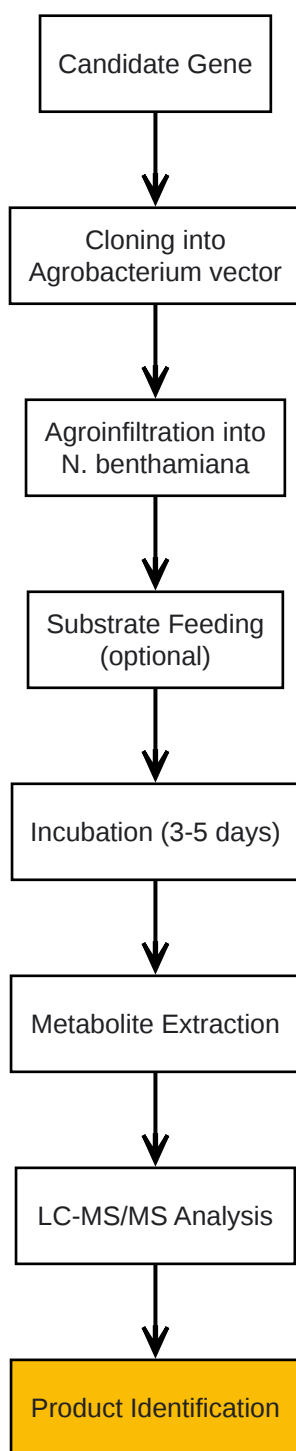 Candidate Gene
Cloning into
Agrobacterium vector
Agroinfiltration into
N. benthamiana
Substrate Feeding
(optional)
Incubation (3-5 days)
Metabolite Extraction
LC-MS/MS Analysis
Product Identification